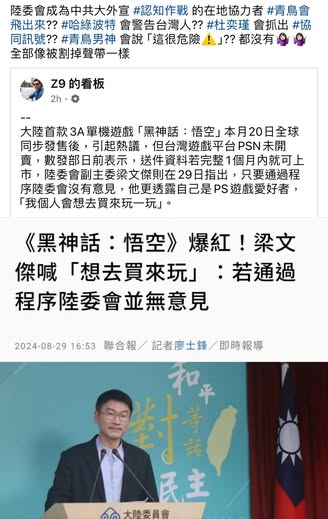 陸委會成為中共大外宣 #認知作戰 的在地協力者 #青鳥會
飛出來?? #哈綠波特 會警告台灣人?? #杜奕瑾 會抓出 #協
同訊號?? #青鳥男神 會說「這很危險⚠️」?? 都沒有🤷🏻‍♀️🤷🏻‍♀️
全部像被割掉聲帶一樣
Z9 的看板
2h ·
--
大陸首款3A單機遊戲「黑神話：悟空」本月20日全球
同步發售後，引起熱議，但台灣遊戲平台PSN未開
賣，數發部日前表示，送件資料若完整1個月內就可上
市，陸委會副主委梁文傑則在29日指出，只要通過程
序陸委會沒有意見，他更透露自己是PS遊戲愛好者，
「我個人會想去買來玩一玩」。
《黑神話：悟空》爆紅！梁文
傑喊「想去買來玩」：若通過
程序陸委會並無意見
2024-08-29 16:53 聯合報／ 記者廖士鋒／即時報導
和平
對等
民主
對話
大陸委員會